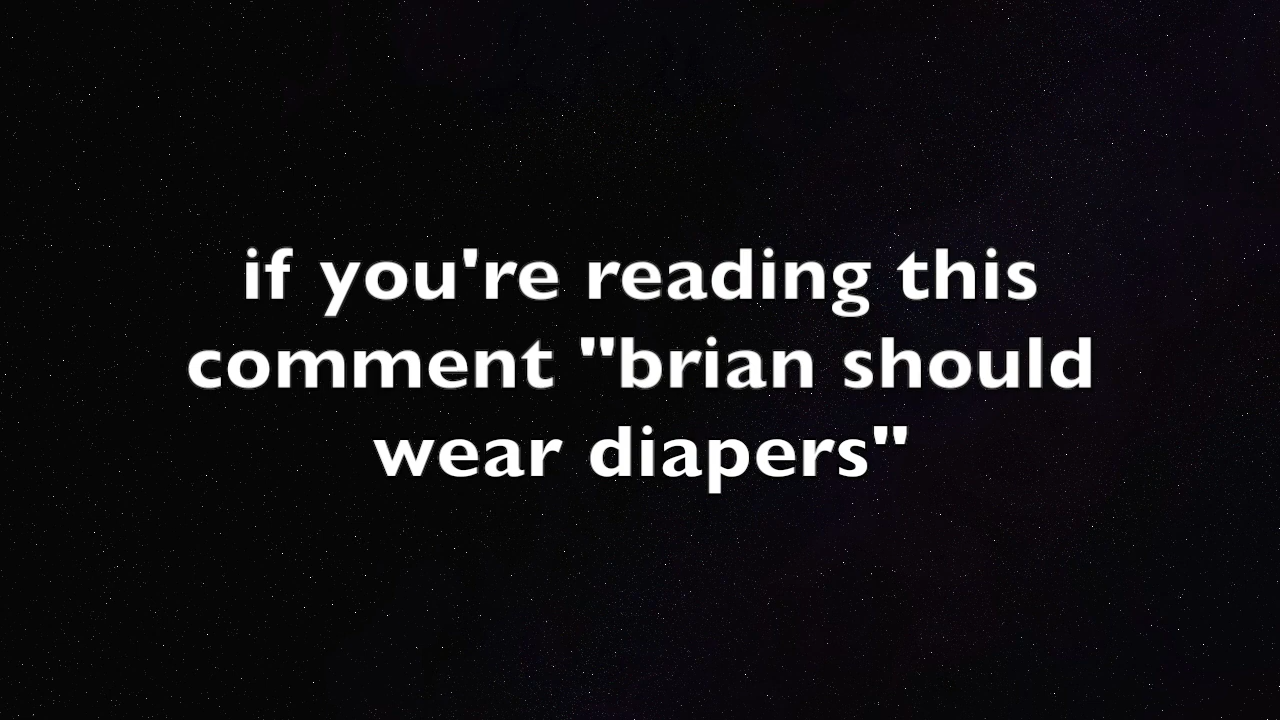 if you're reading this
comment "brian should
wear diapers"